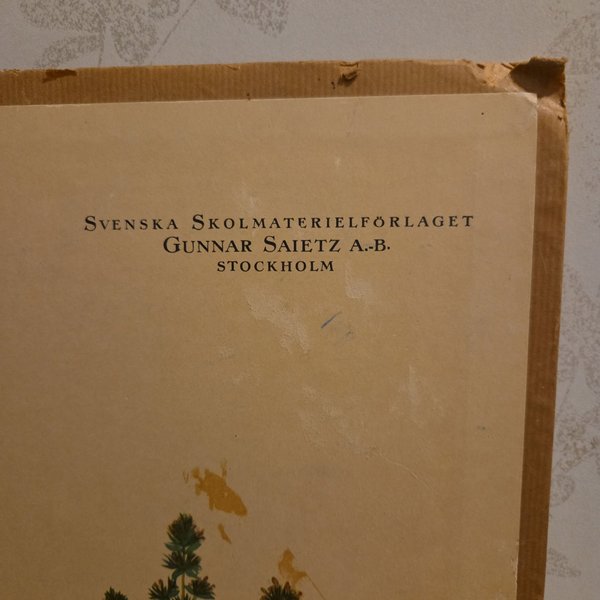 SVENSKA SKOLMATERIELFÖRLAGET
GUNNAR SAIETZ A.-B.
STOCKHOLM